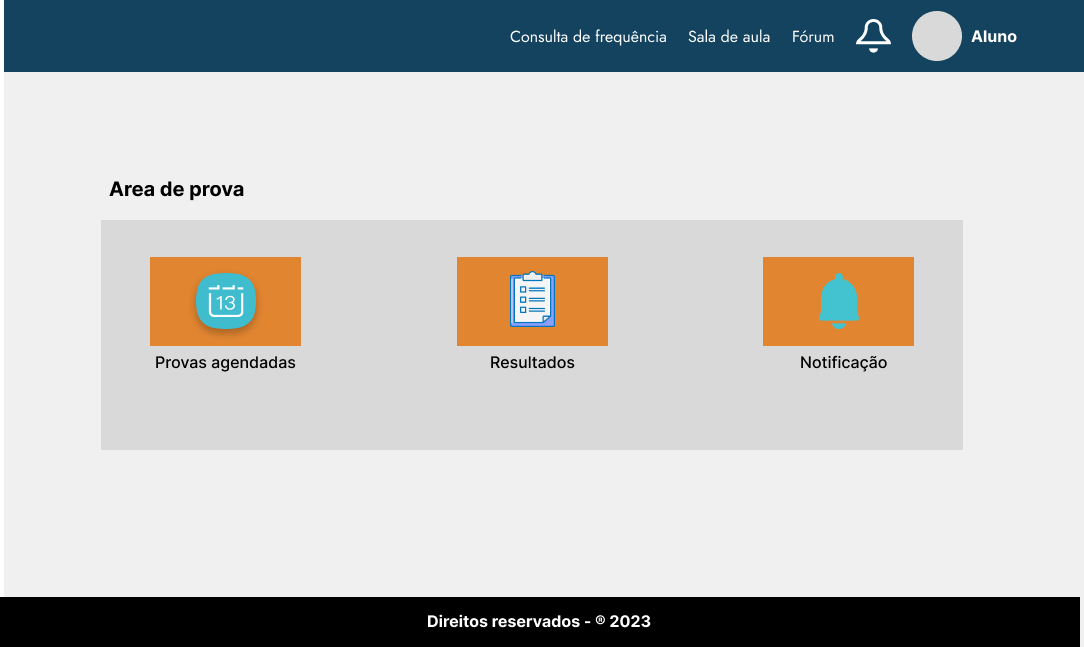 Consulta de frequência Sala de aula Fórum Aluno
Area de prova
13
Provas agendadas Resultados Notificação
Direitos reservados - ® 2023